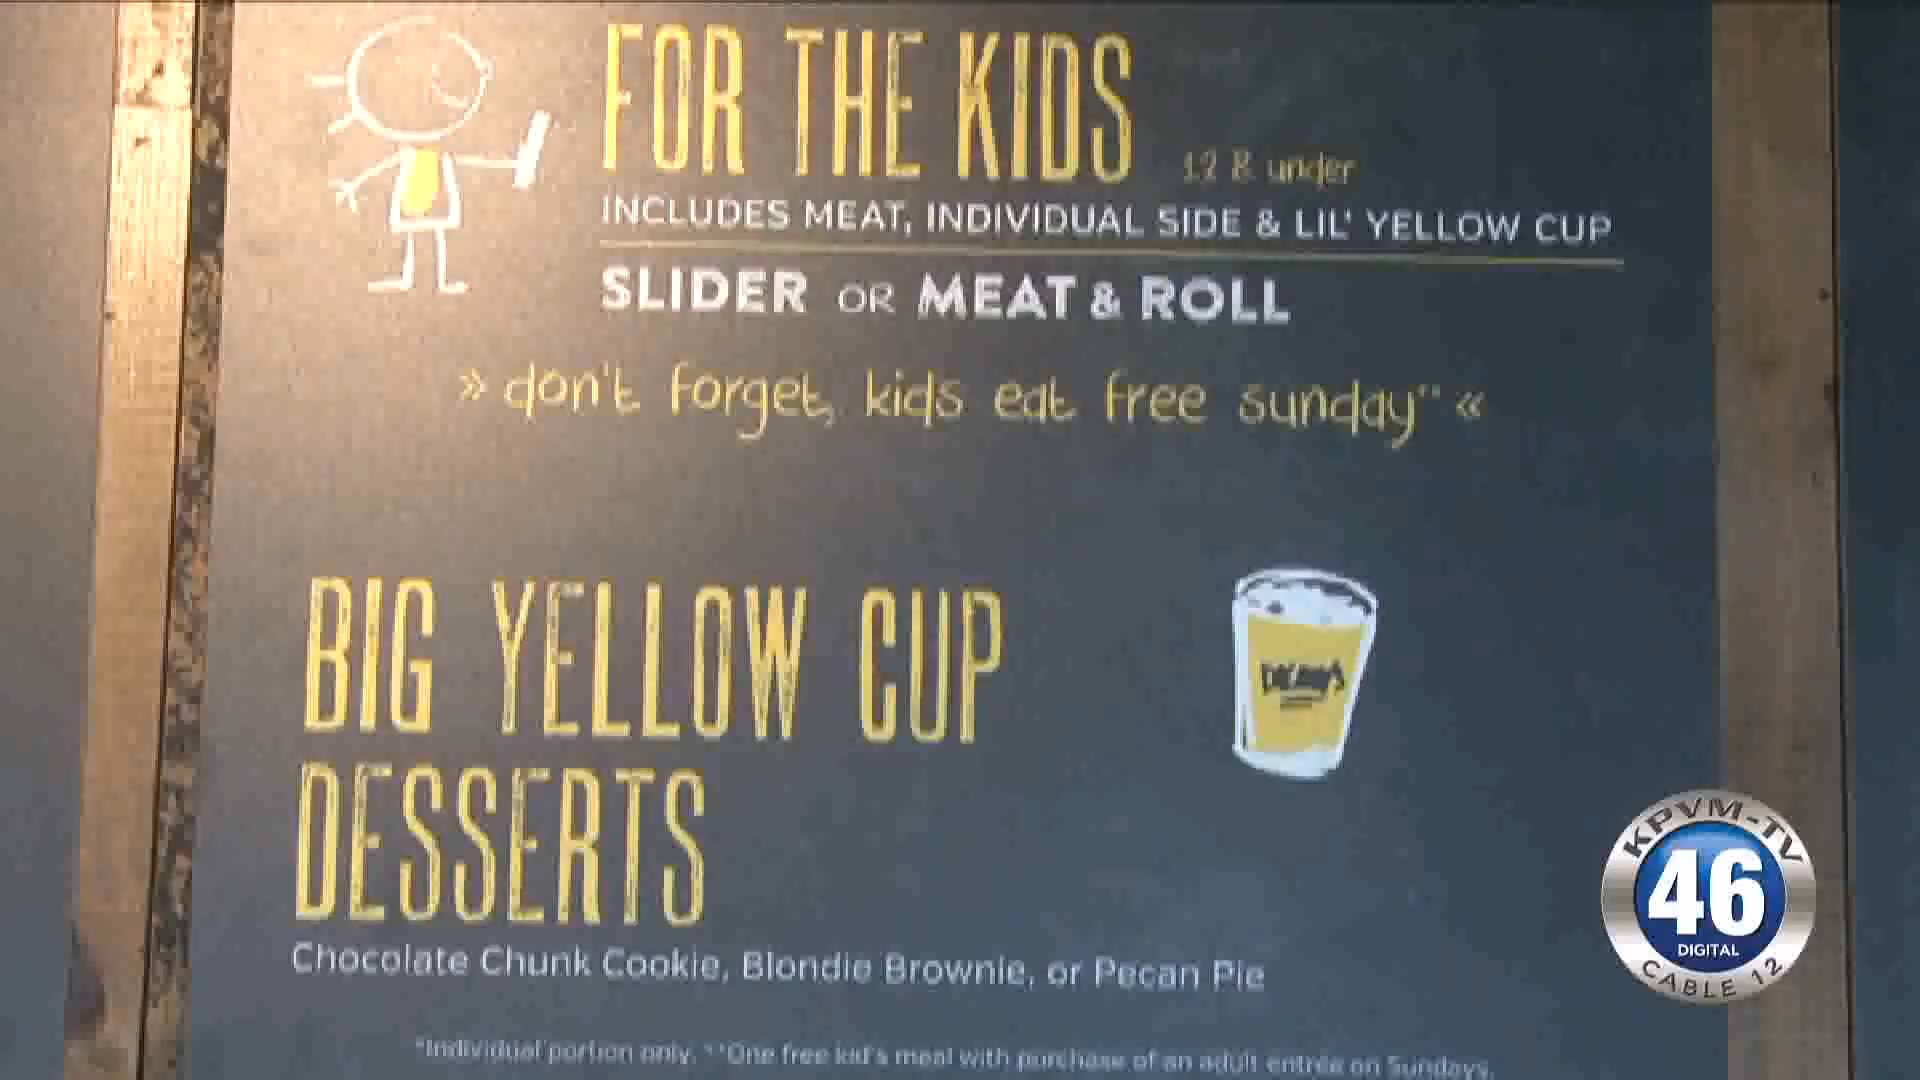 FOR THE KIDS 12 & under
INCLUDES MEAT, INDIVIDUAL SIDE & LIL' YELLOW CUP
SLIDER OR MEAT & ROLL
» don't forget, kids eat free sunday** «
BIG YELLOW CUP
DESSERTS
Chocolate Chunk Cookie, Blondie Brownie, or Pecan Pie
*Individual portion only. **One free kid's meal with purchase of an adult entrée on Sundays.
KPVM-TV
46
DIGITAL
CABLE 12